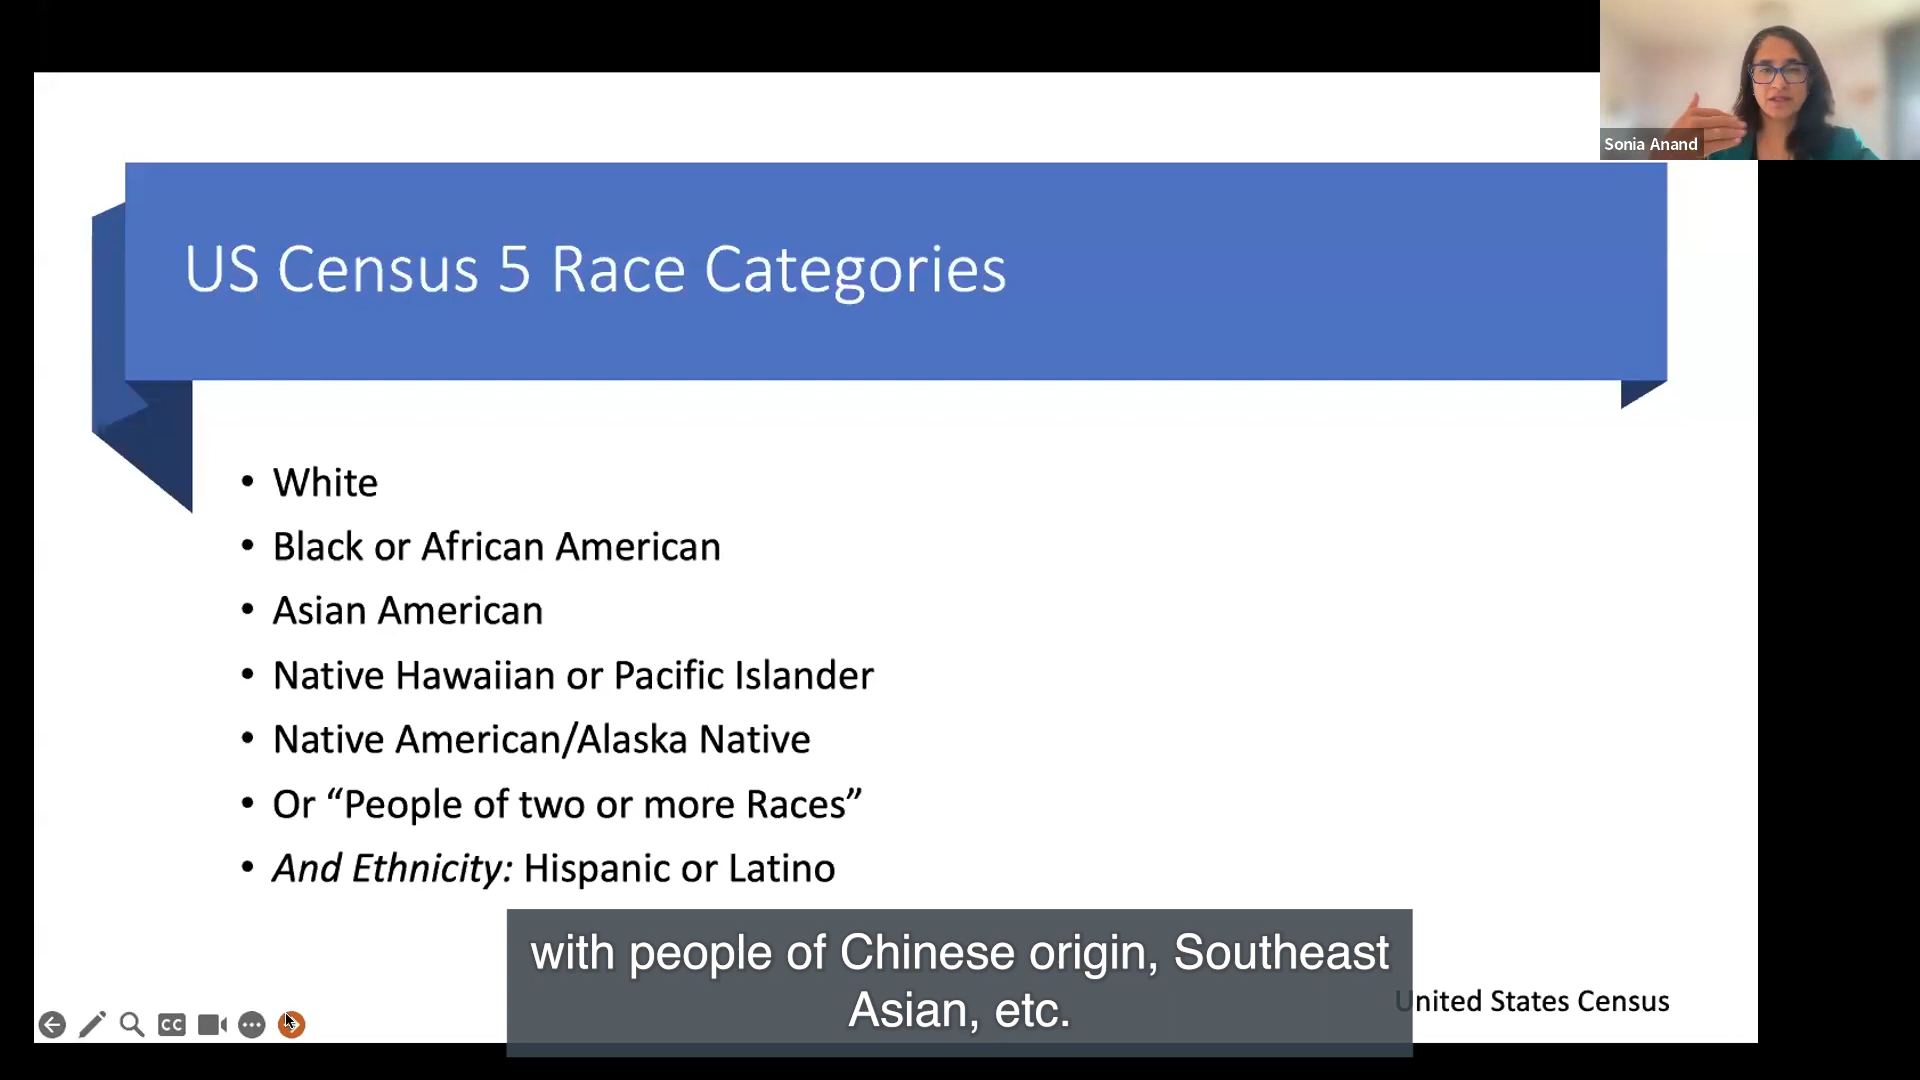 Sonia Anand
US Census 5 Race Categories
• White
• Black or African American
• Asian American
• Native Hawaiian or Pacific Islander
• Native American/Alaska Native
• Or “People of two or more Races”
• And Ethnicity: Hispanic or Latino
with people of Chinese origin, Southeast
Asian, etc.
United States Census
CC